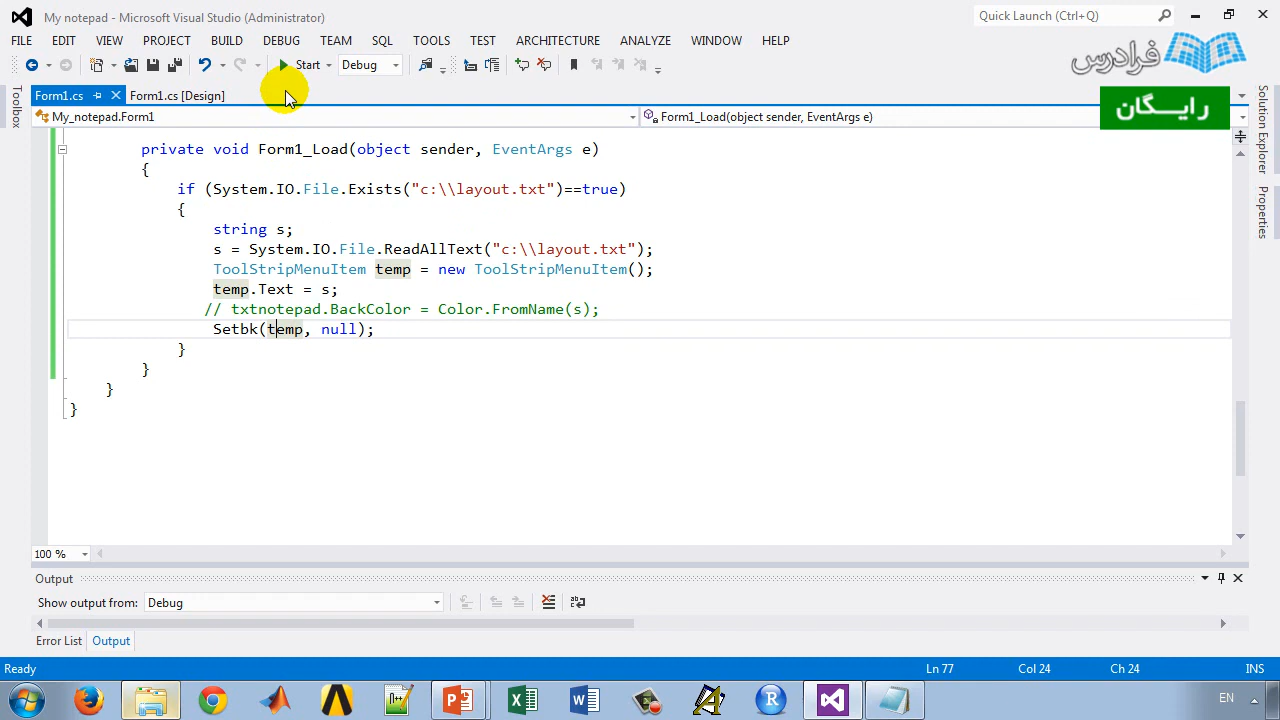 My notepad - Microsoft Visual Studio (Administrator)
Quick Launch (Ctrl+Q)
FILE EDIT VIEW PROJECT BUILD DEBUG TEAM SQL TOOLS TEST ARCHITECTURE ANALYZE WINDOW HELP
Start Debug
فرادرس
رایگان
Form1.cs Form1.cs [Design]
My_notepad.Form1 Form1_Load(object sender, EventArgs e)
Toolbox
Solution Explorer
Properties
private void Form1_Load(object sender, EventArgs e)
{
if (System.IO.File.Exists("c:\\layout.txt")==true)
{
string s;
s = System.IO.File.ReadAllText("c:\\layout.txt");
ToolStripMenuItem temp = new ToolStripMenuItem();
temp.Text = s;
// txtnotepad.BackColor = Color.FromName(s);
Setbk(temp, null);
}
}
}
}
100 %
Output
Show output from: Debug
Error List Output
Ready Ln 77 Col 24 Ch 24 INS
EN